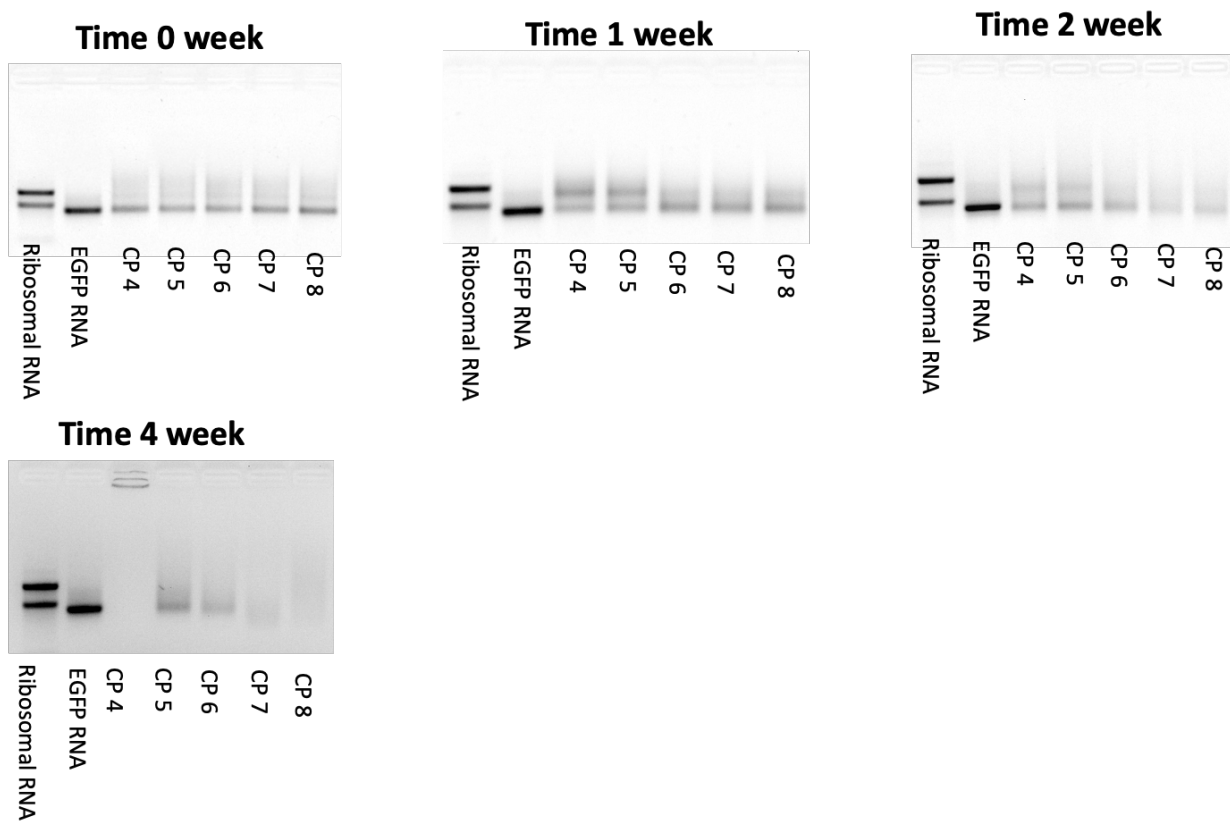 Time 0 week
Ribosomal RNA
EGFP RNA
CP 4
CP 5
CP 6
CP 7
CP 8
Time 1 week
Ribosomal RNA
EGFP RNA
CP 4
CP 5
CP 6
CP 7
CP 8
Time 2 week
Ribosomal RNA
EGFP RNA
CP 4
CP 5
CP 6
CP 7
CP 8
Time 4 week
Ribosomal RNA
EGFP RNA
CP 4
CP 5
CP 6
CP 7
CP 8